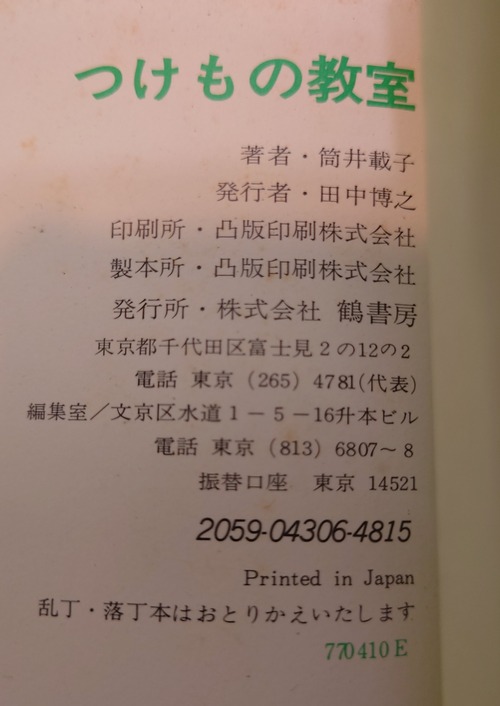 つけもの教室
著者・筒井載子
発行者・田中博之
印刷所・凸版印刷株式会社
製本所・凸版印刷株式会社
発行所・株式会社 鶴書房
東京都千代田区富士見2の12の2
電話 東京 (265) 4781(代表)
編集室/文京区水道1-5-16升本ビル
電話 東京 (813) 6807~8
振替口座 東京 14521
2059-04306-4815
Printed in Japan
乱丁・落丁本はおとりかえいたします
770410E